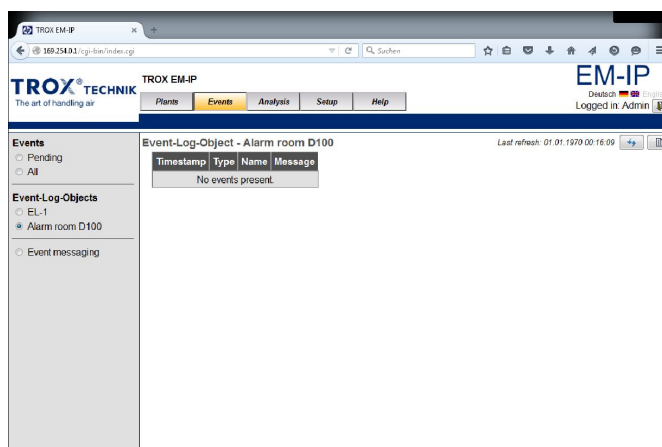 TROX EM-IP
169.254.0.1/cgi-bin/index.cgi
Suchen
TROX® TECHNIK
The art of handling air
TROX EM-IP
Plants Events Analysis Setup Help
EM-IP
Deutsch English
Logged in: Admin
Events
Pending
All
Event-Log-Objects
EL-1
Alarm room D100
Event messaging
Event-Log-Object - Alarm room D100
Last refresh: 01.01.1970 00:16:09
Timestamp Type Name Message
No events present.